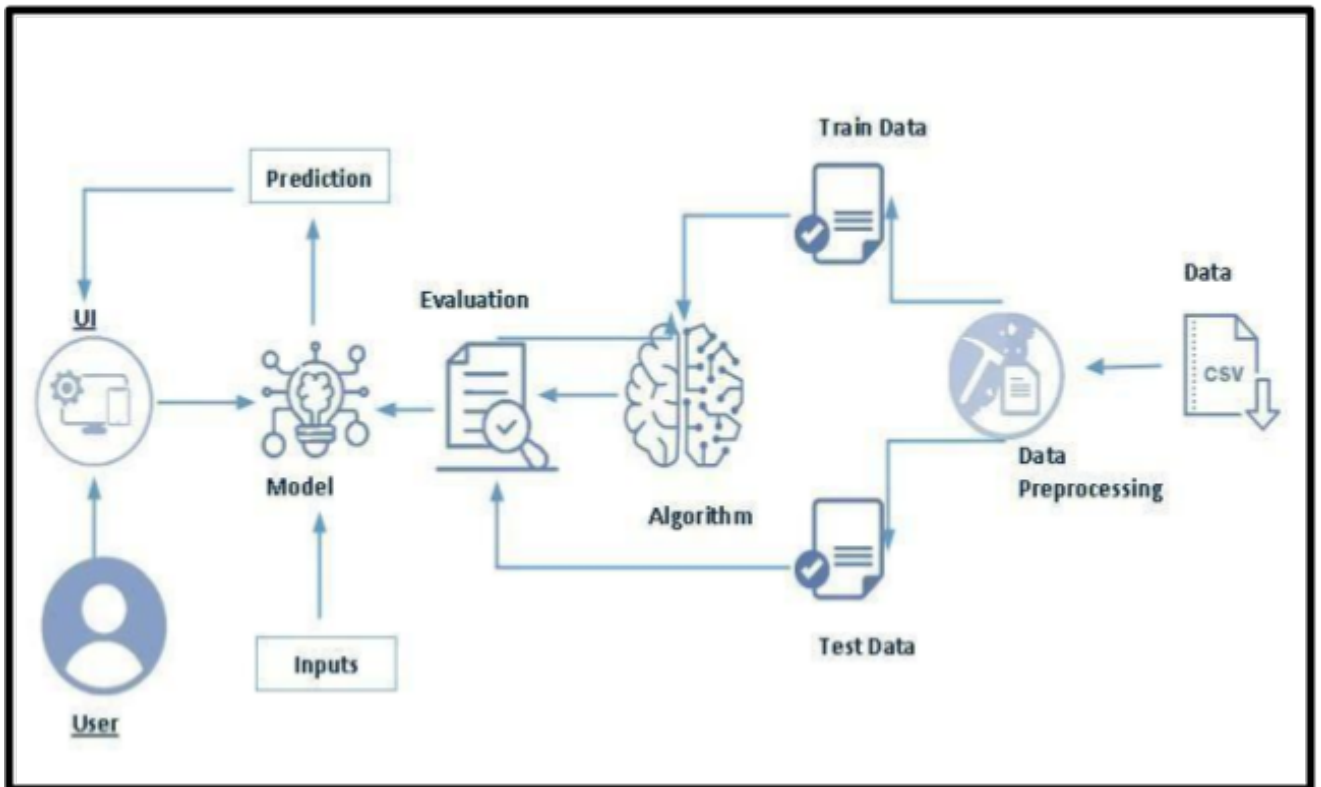 Train Data
Prediction
Data
Evaluation
UI
CSV
Data
Preprocessing
Model
Algorithm
Test Data
Inputs
User